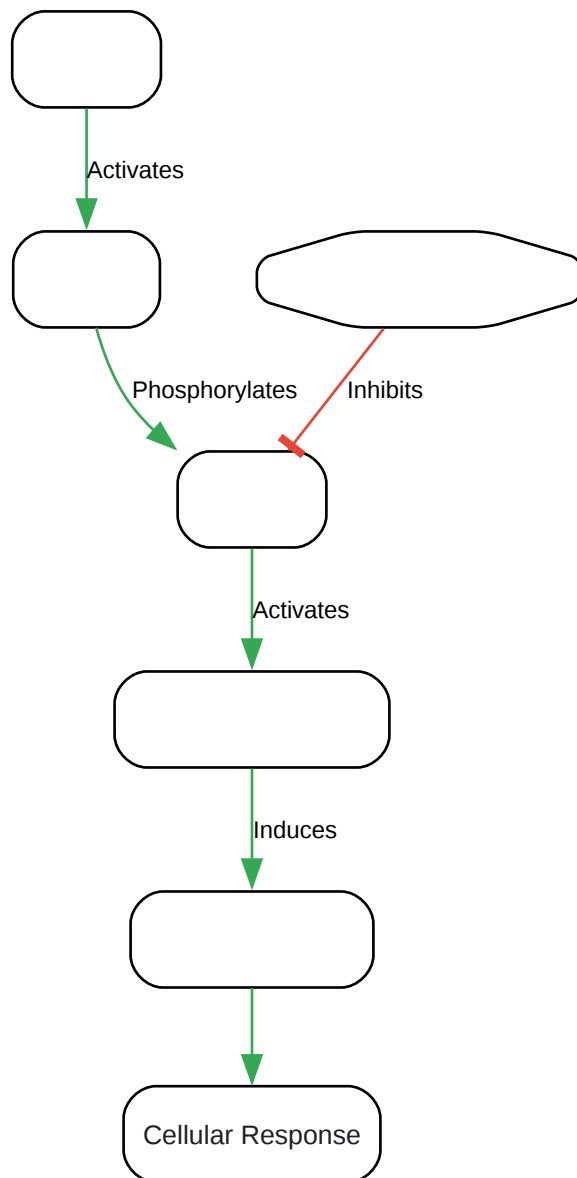 Activates
Phosphorylates
Inhibits
Activates
Induces
Cellular Response